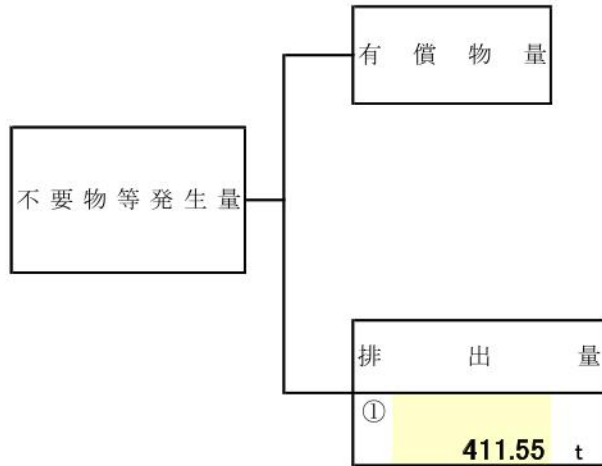 有償物量
不要物等発生量
排出量
①
411.55 t